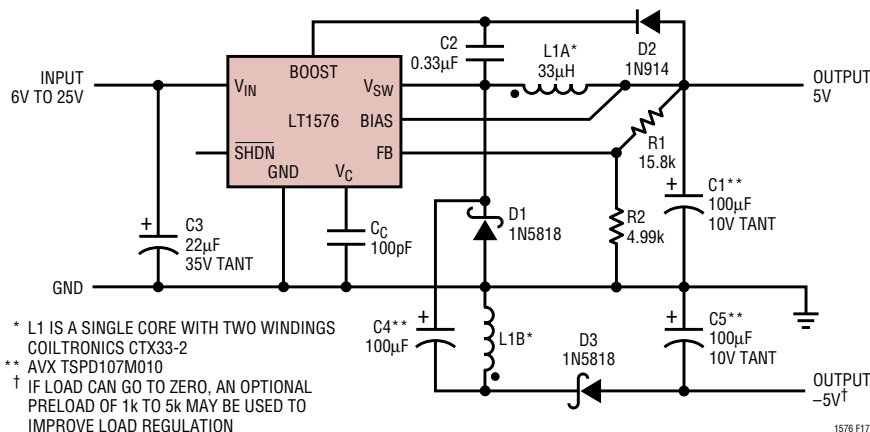 C2
0.33µF
L1A*
33µH
D2
1N914
INPUT
6V TO 25V
BOOST
V_IN
V_SW
LT1576
BIAS
SHDN
FB
GND
V_C
OUTPUT
5V
R1
15.8k
C3
22µF
35V TANT
+
C_C
100pF
D1
1N5818
R2
4.99k
+
C1**
100µF
10V TANT
GND
+
C4**
100µF
L1B*
D3
1N5818
+
C5**
100µF
10V TANT
OUTPUT
–5V†
* L1 IS A SINGLE CORE WITH TWO WINDINGS
COILTRONICS CTX33-2
** AVX TSPD107M010
† IF LOAD CAN GO TO ZERO, AN OPTIONAL
PRELOAD OF 1k TO 5k MAY BE USED TO
IMPROVE LOAD REGULATION
1576 F17